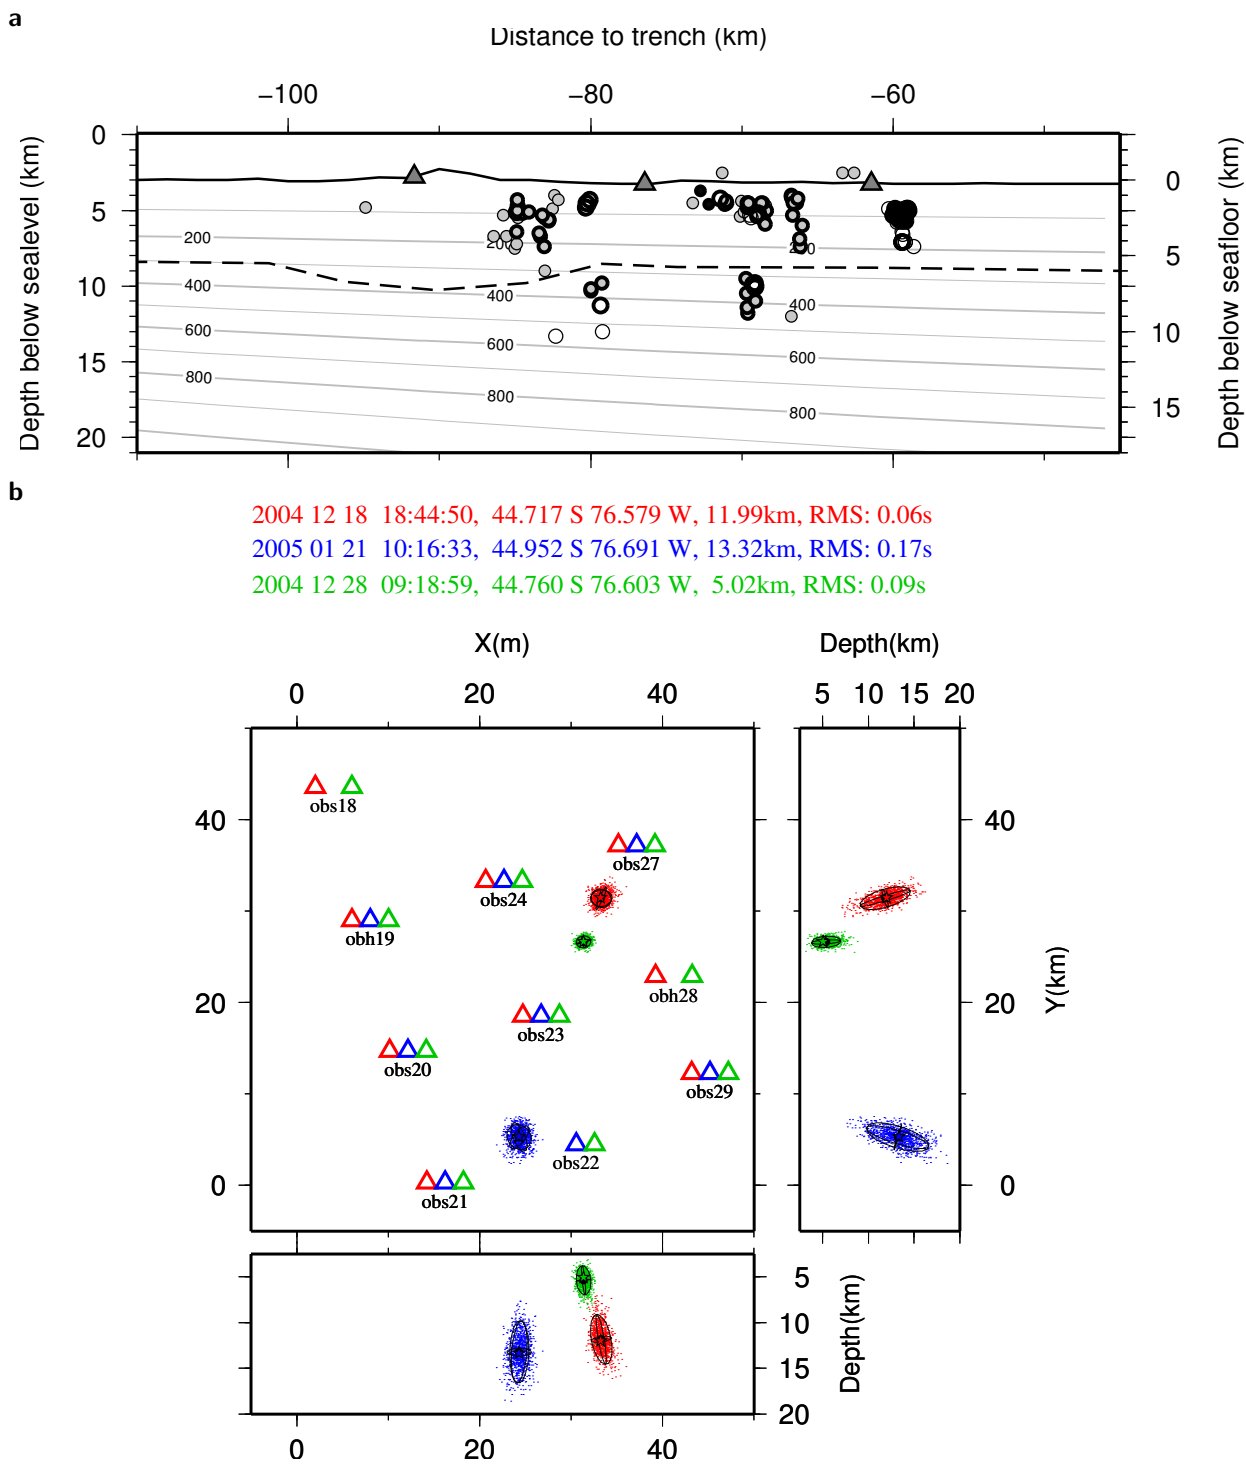 a
Distance to trench (km)
−100 −80 −60
Depth below sealevel (km)
Depth below seafloor (km)
0
5
10
15
20
0
5
10
15
200 200 200
400 400 400
600 600 600
800 800 800
b
2004 12 18 18:44:50, 44.717 S 76.579 W, 11.99km, RMS: 0.06s
2005 01 21 10:16:33, 44.952 S 76.691 W, 13.32km, RMS: 0.17s
2004 12 28 09:18:59, 44.760 S 76.603 W, 5.02km, RMS: 0.09s
X(m) Depth(km)
0 20 40 5 10 15 20
obs18
40 40
obs27
obs24
obh19
obh28
20 20
Y(km)
obs23
obs20
obs29
obs22
0 0
obs21
5
10
15
20
Depth(km)
0 20 40